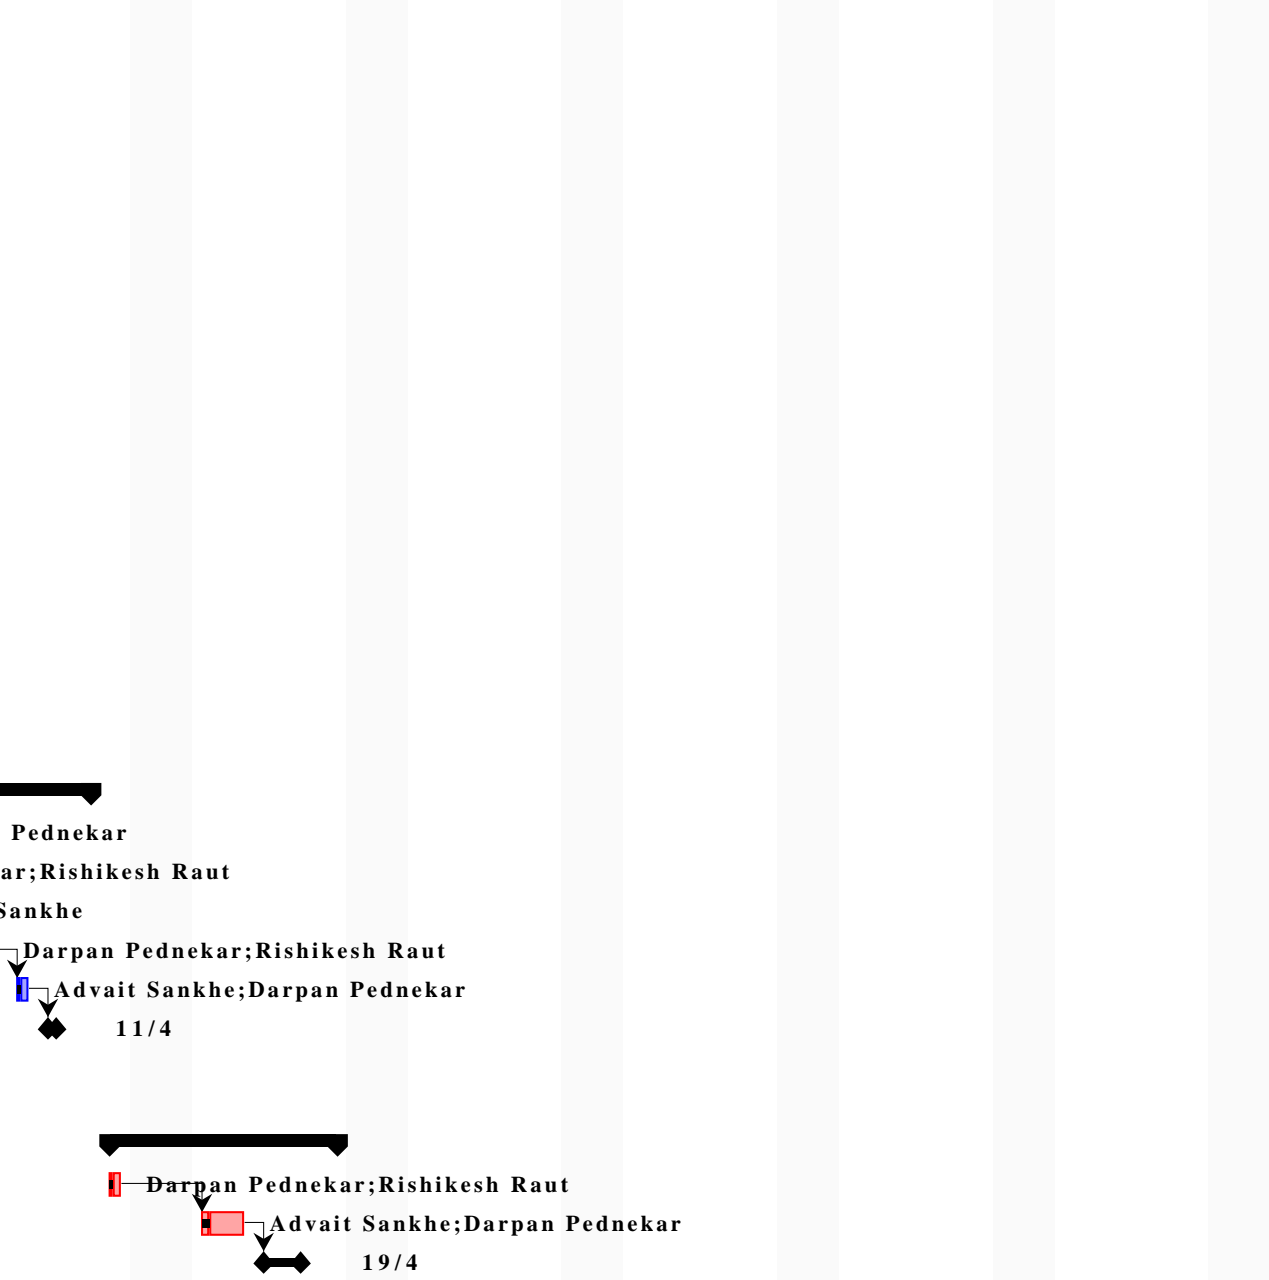 Pednekar
ar;Rishikesh Raut
Sankhe
Darpan Pednekar;Rishikesh Raut
Advait Sankhe;Darpan Pednekar
11/4
Darpan Pednekar;Rishikesh Raut
Advait Sankhe;Darpan Pednekar
19/4